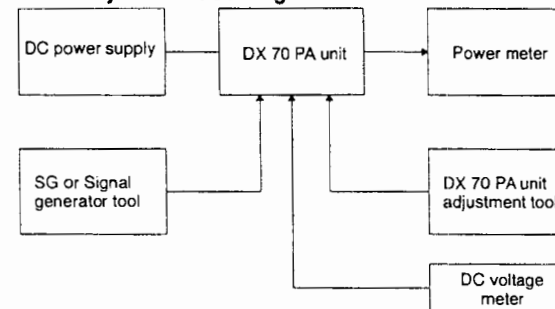 DC power supply
DX 70 PA unit
Power meter
SG or Signal
generator tool
DX 70 PA unit
adjustment tool
DC voltage
meter